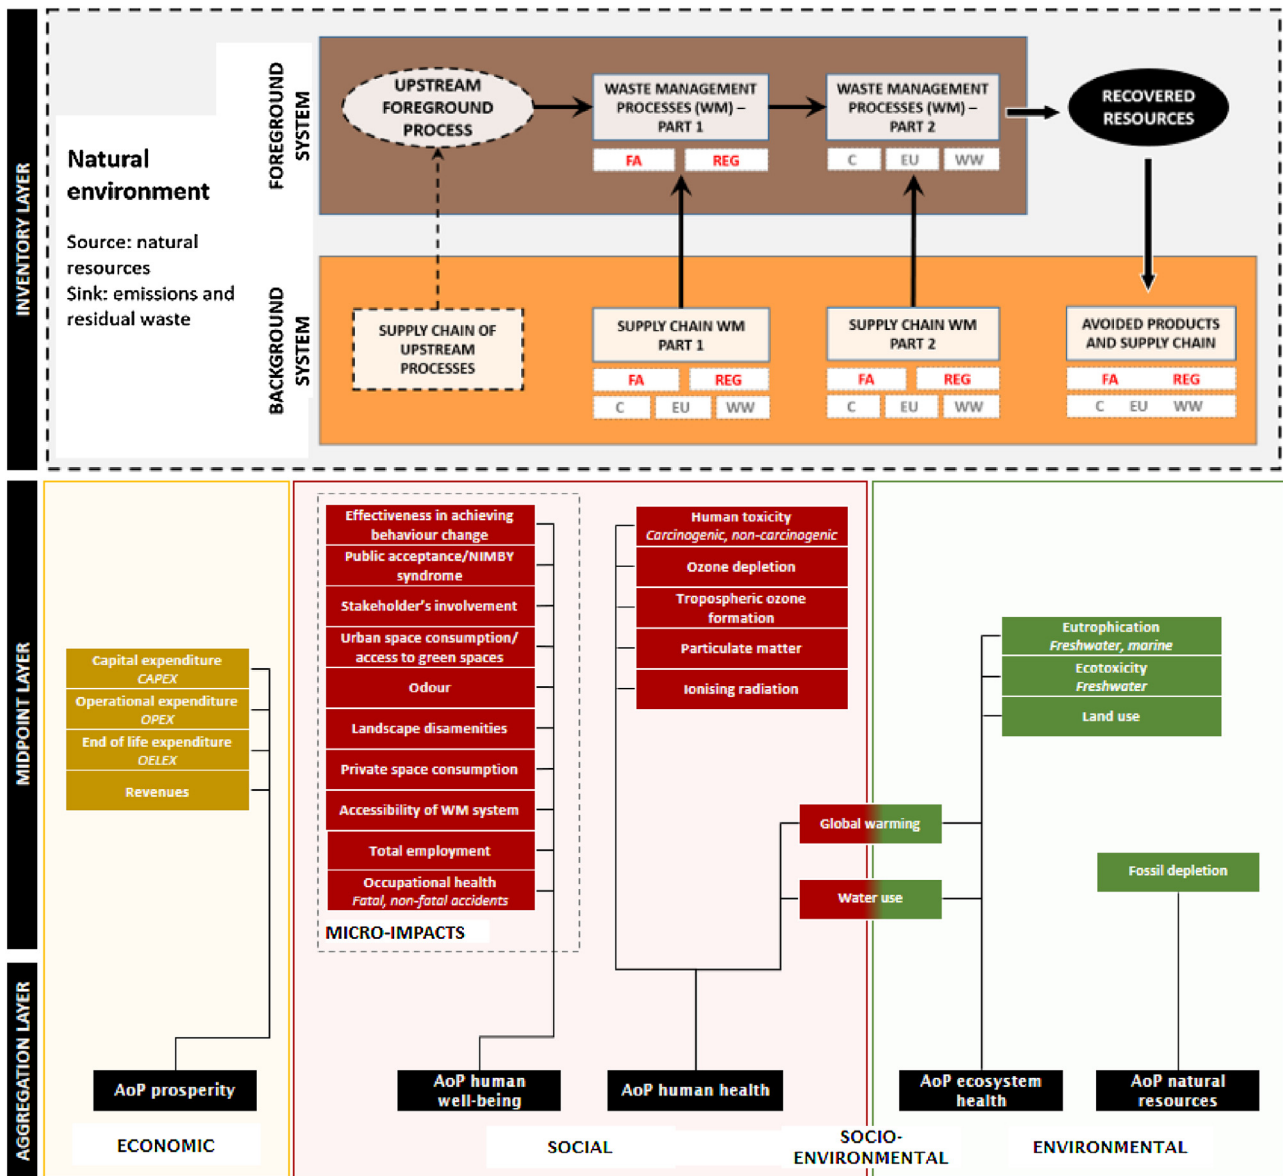 INVENTORY LAYER
Natural
environment
Source: natural
resources
Sink: emissions and
residual waste
FOREGROUND
SYSTEM
UPSTREAM
FOREGROUND
PROCESS
WASTE MANAGEMENT
PROCESSES (WM) –
PART 1
FA
REG
WASTE MANAGEMENT
PROCESSES (WM) –
PART 2
C
EU
WW
RECOVERED
RESOURCES
BACKGROUND
SYSTEM
SUPPLY CHAIN OF
UPSTREAM
PROCESSES
SUPPLY CHAIN WM
PART 1
FA
REG
C
EU
WW
SUPPLY CHAIN WM
PART 2
FA
REG
C
EU
WW
AVOIDED PRODUCTS
AND SUPPLY CHAIN
FA
REG
C
EU
WW
MIDPOINT LAYER
Capital expenditure
CAPEX
Operational expenditure
OPEX
End of life expenditure
OELEX
Revenues
Effectiveness in achieving
behaviour change
Public acceptance/NIMBY
syndrome
Stakeholder's involvement
Urban space consumption/
access to green spaces
Odour
Landscape disamenities
Private space consumption
Accessibility of WM system
Total employment
Occupational health
Fatal, non-fatal accidents
MICRO-IMPACTS
Human toxicity
Carcinogenic, non-carcinogenic
Ozone depletion
Tropospheric ozone
formation
Particulate matter
Ionising radiation
Global warming
Water use
Eutrophication
Freshwater, marine
Ecotoxicity
Freshwater
Land use
Fossil depletion
AGGREGATION LAYER
AoP prosperity
AoP human
well-being
AoP human health
AoP ecosystem
health
AoP natural
resources
ECONOMIC
SOCIAL
SOCIO-
ENVIRONMENTAL
ENVIRONMENTAL